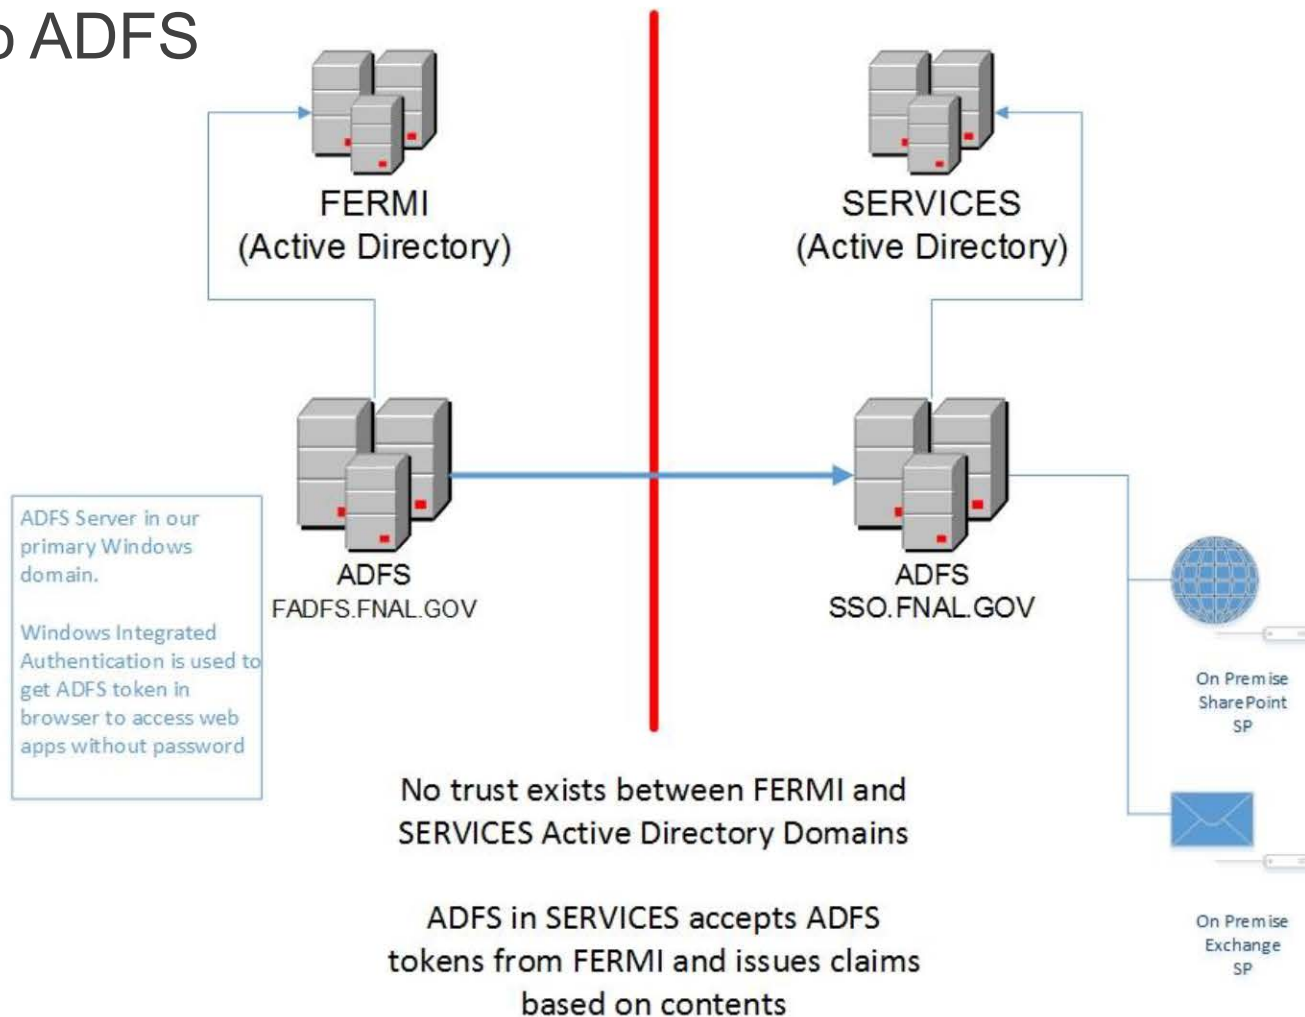 o ADFS
FERMI
(Active Directory)
SERVICES
(Active Directory)
ADFS
FADFS.FNAL.GOV
ADFS
SSO.FNAL.GOV
ADFS Server in our
primary Windows
domain.
Windows Integrated
Authentication is used to
get ADFS token in
browser to access web
apps without password
On Premise
SharePoint
SP
On Premise
Exchange
SP
No trust exists between FERMI and
SERVICES Active Directory Domains
ADFS in SERVICES accepts ADFS
tokens from FERMI and issues claims
based on contents